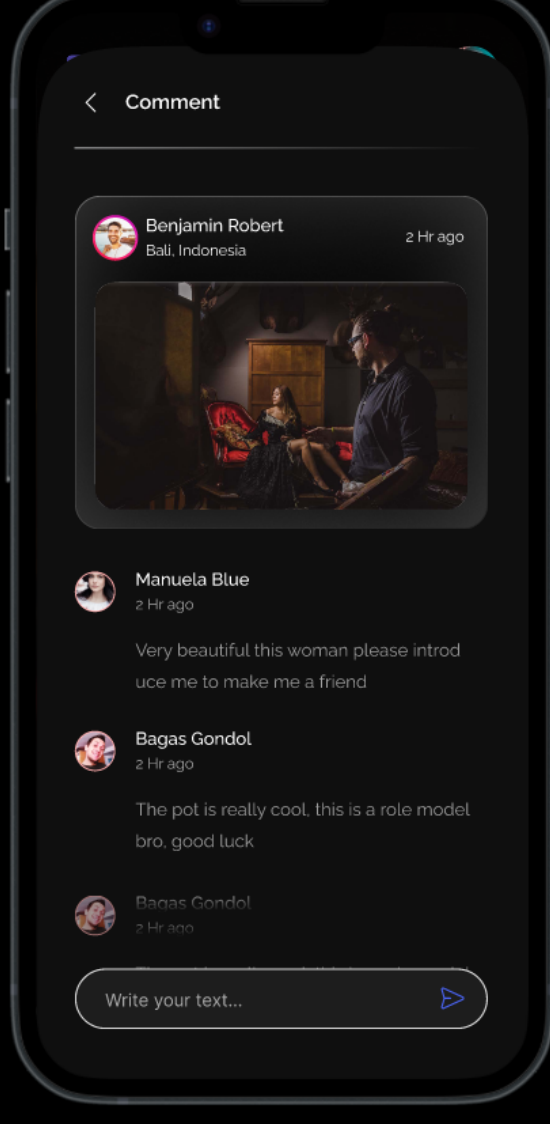 Comment
Benjamin Robert
2 Hr ago
Bali, Indonesia
Manuela Blue
2 Hr ago
Very beautiful this woman please introd
uce me to make me a friend
Bagas Gondol
2 Hr ago
The pot is really cool, this is a role model
bro, good luck
Bagas Gondol
2 Hr ago
Write your text...